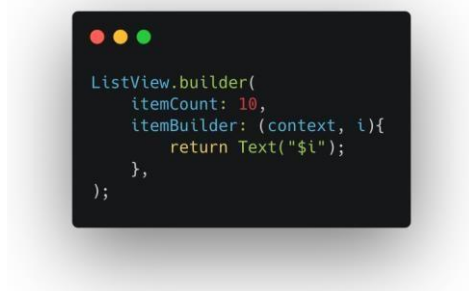 ListView.builder(
    itemCount: 10,
    itemBuilder: (context, i){
        return Text("$i");
    },
);